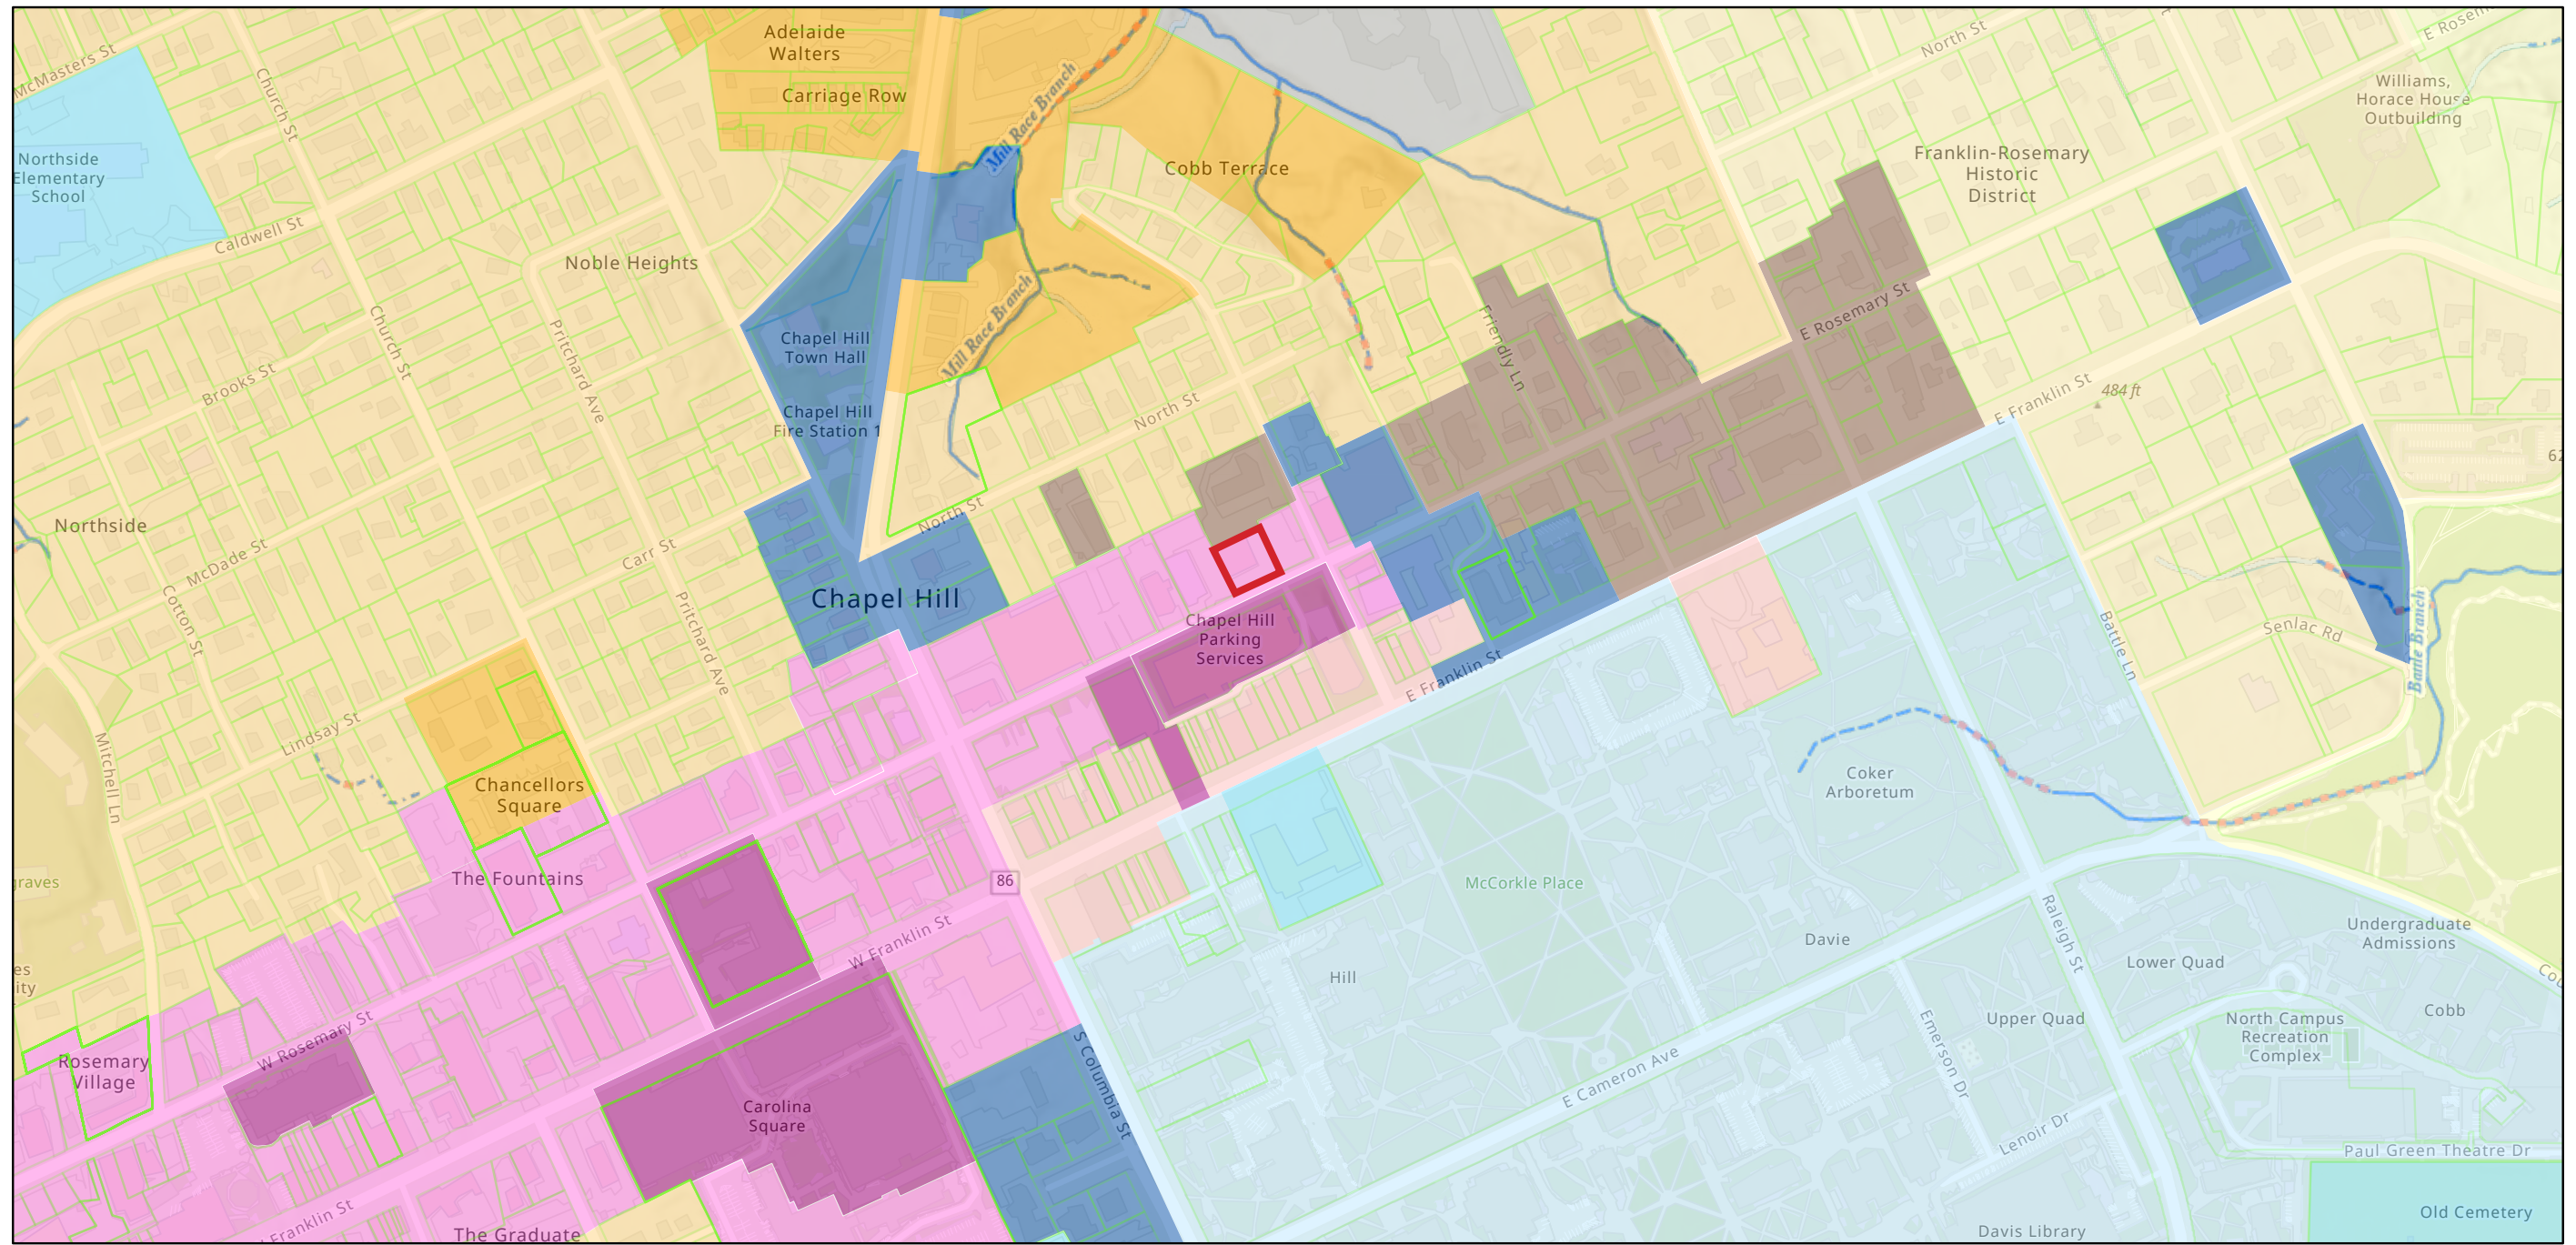 Adelaide
Walters
McMasters St
Church St
Carriage Row
Mill Race Branch
North St
E Rosem
Williams,
Horace House
Outbuilding
Northside
Elementary
School
Cobb Terrace
Franklin-Rosemary
Historic
District
Caldwell St
Noble Heights
Mill Race Branch
Chapel Hill
Town Hall
Friendly Ln
E Rosemary St
Church St
Pritchard Ave
Brooks St
Chapel Hill
Fire Station 1
North St
E Franklin St
484 ft
62
Northside
McDade St
Carr St
North St
Cotton St
Pritchard Ave
Chapel Hill
Chapel Hill
Parking
Services
E Franklin St
Battle Ln
Senlac Rd
Battle Branch
Lindsay St
Mitchell Ln
Chancellors
Square
Coker
Arboretum
graves
The Fountains
86
McCorkle Place
W Franklin St
Davie
Raleigh St
Undergraduate
Admissions
Lower Quad
es
ity
Hill
Cou
Rosemary
Village
W Rosemary St
S Columbia St
E Cameron Ave
Emerson Dr
Upper Quad
North Campus
Recreation
Complex
Cobb
Carolina
Square
Lenoir Dr
Paul Green Theatre Dr
Franklin St
The Graduate
Davis Library
Old Cemetery